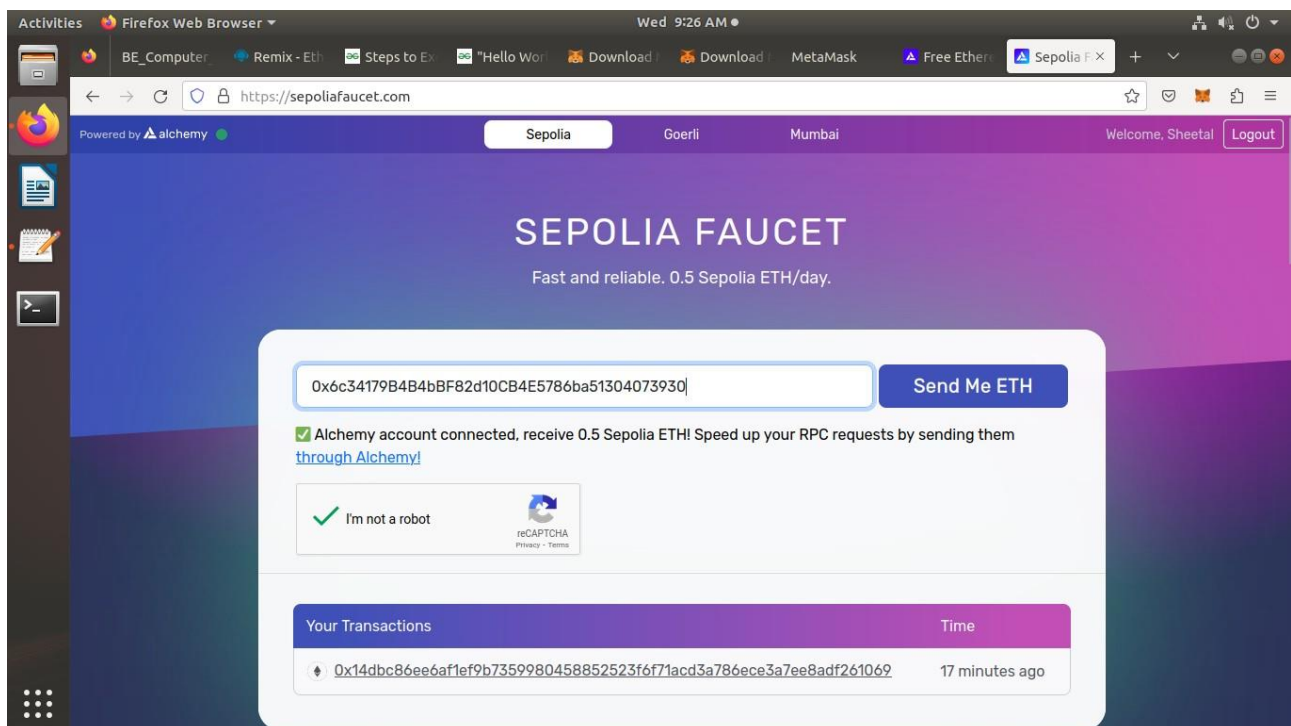 Activities Firefox Web Browser Wed 9:26 AM
BE_Computer_ Remix - Eth Steps to Ex "Hello Worl Download Download MetaMask Free Ethere Sepolia F
https://sepoliafaucet.com
Powered by alchemy Sepolia Goerli Mumbai Welcome, Sheetal Logout
SEPOLIA FAUCET
Fast and reliable. 0.5 Sepolia ETH/day.
0x6c34179B4B4bBF82d10CB4E5786ba51304073930 Send Me ETH
Alchemy account connected, receive 0.5 Sepolia ETH! Speed up your RPC requests by sending them
through Alchemy!
I'm not a robot
reCAPTCHA
Privacy - Terms
Your Transactions Time
0x14dbc86ee6af1ef9b7359980458852523f6f71acd3a786ece3a7ee8adf261069 17 minutes ago